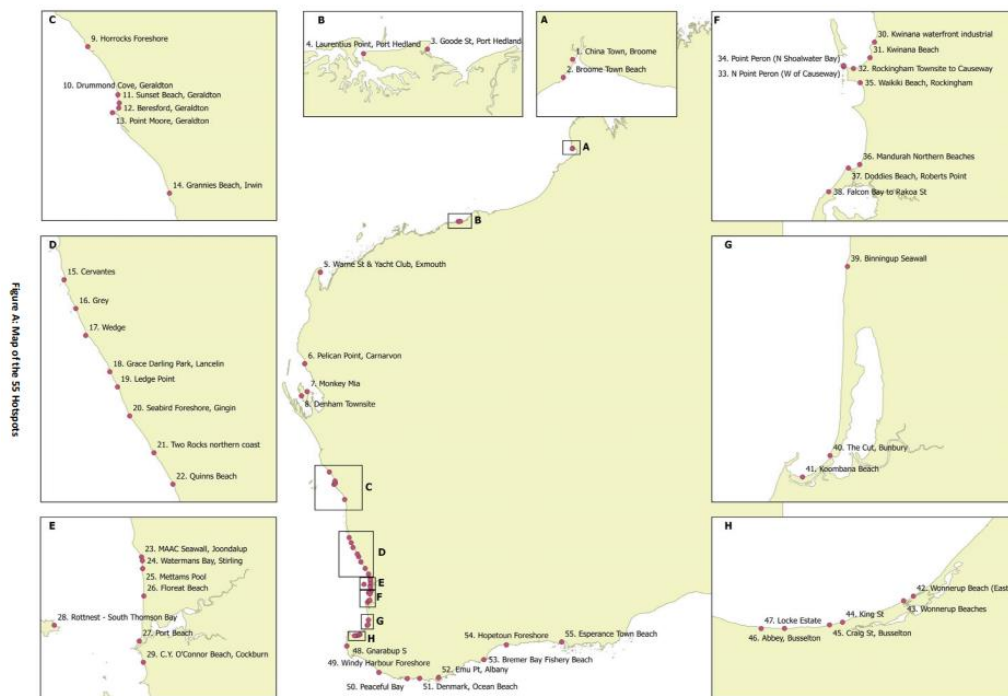 Figure A: Map of the 55 Hotspots
C
9. Horrocks Foreshore
10. Drummond Cove, Geraldton
11. Sunset Beach, Geraldton
12. Beresford, Geraldton
13. Point Moore, Geraldton
14. Grannies Beach, Irwin
B
4. Laurentius Point, Port Hedland
3. Goode St, Port Hedland
A
1. China Town, Broome
2. Broome Town Beach
F
30. Kwinana waterfront industrial
31. Kwinana Beach
34. Point Peron (N Shoalwater Bay)
32. Rockingham Townsite to Causeway
33. N Point Peron (W of Causeway)
35. Waikiki Beach, Rockingham
36. Mandurah Northern Beaches
37. Doddies Beach, Roberts Point
38. Falcon Bay to Rakoa St
D
15. Cervantes
16. Grey
17. Wedge
18. Grace Darling Park, Lancelin
19. Ledge Point
20. Seabird Foreshore, Gingin
21. Two Rocks northern coast
22. Quinns Beach
A
B
5. Warne St & Yacht Club, Exmouth
6. Pelican Point, Carnarvon
7. Monkey Mia
8. Denham Townsite
C
D
E
F
G
H
48. Gnarabup S
49. Windy Harbour Foreshore
50. Peaceful Bay
51. Denmark, Ocean Beach
52. Emu Pt, Albany
53. Bremer Bay Fishery Beach
54. Hopetoun Foreshore
55. Esperance Town Beach
G
39. Binningup Seawall
40. The Cut, Bunbury
41. Koombana Beach
E
23. MAAC Seawall, Joondalup
24. Watermans Bay, Stirling
25. Mettams Pool
26. Floreat Beach
28. Rottnest - South Thomson Bay
27. Port Beach
29. C.Y. O'Connor Beach, Cockburn
H
42. Wonnerup Beach (East
43. Wonnerup Beaches
44. King St
47. Locke Estate
45. Craig St, Busselton
46. Abbey, Busselton